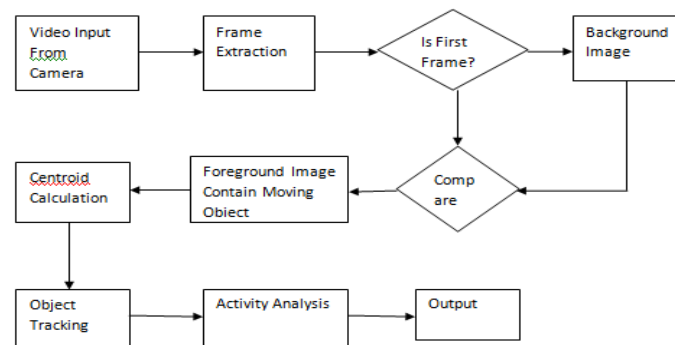 Video Input
From
Camera
Frame
Extraction
Is First
Frame?
Background
Image
Comp
are
Foreground Image
Contain Moving
Object
Centroid
Calculation
Object
Tracking
Activity Analysis
Output